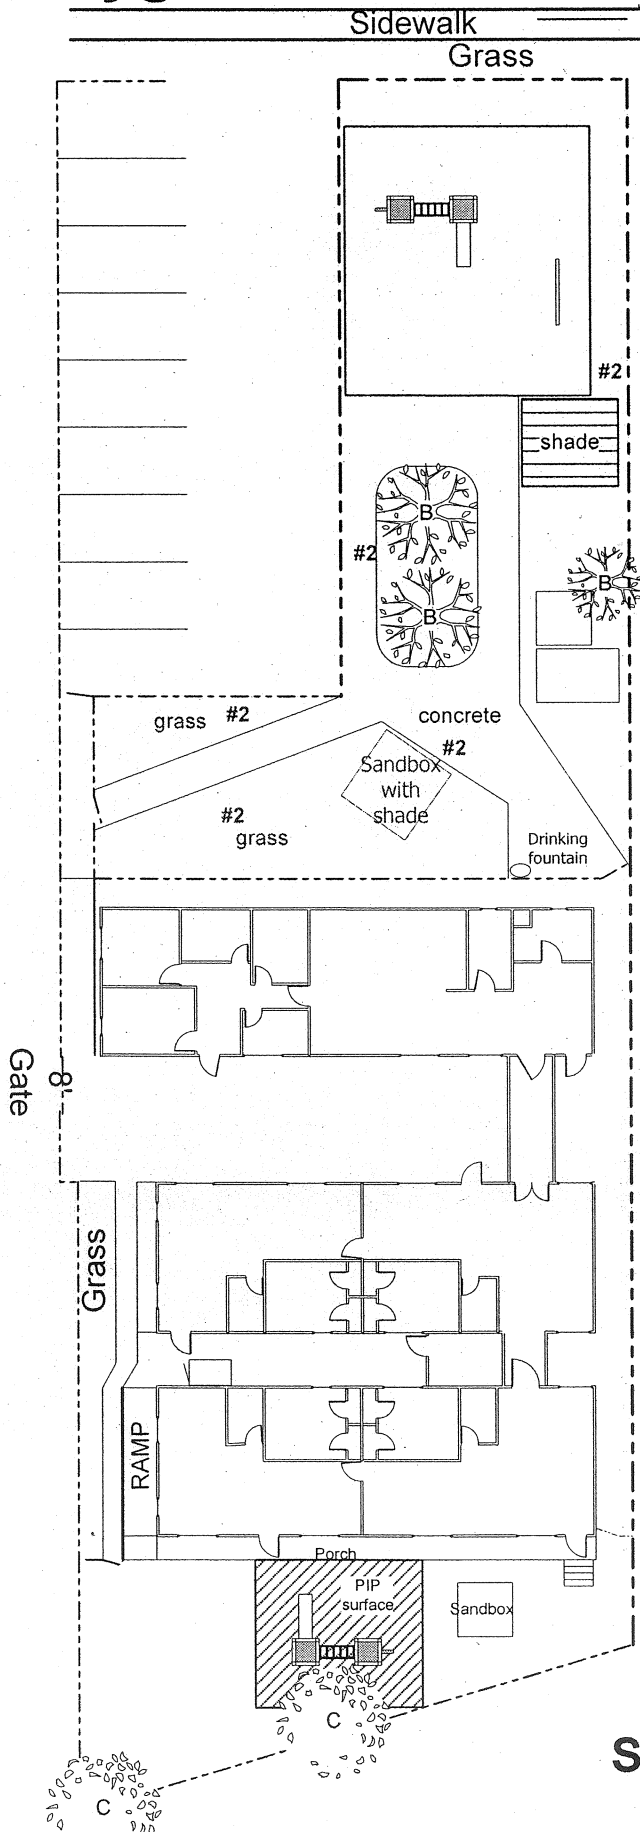 Sidewalk
Grass
#2
shade
B
#2
B
B
grass #2
concrete
#2
Sandbox
with
shade
#2
grass
Drinking
fountain
8'
Gate
Grass
RAMP
Porch
PIP
surface
Sandbox
C
C